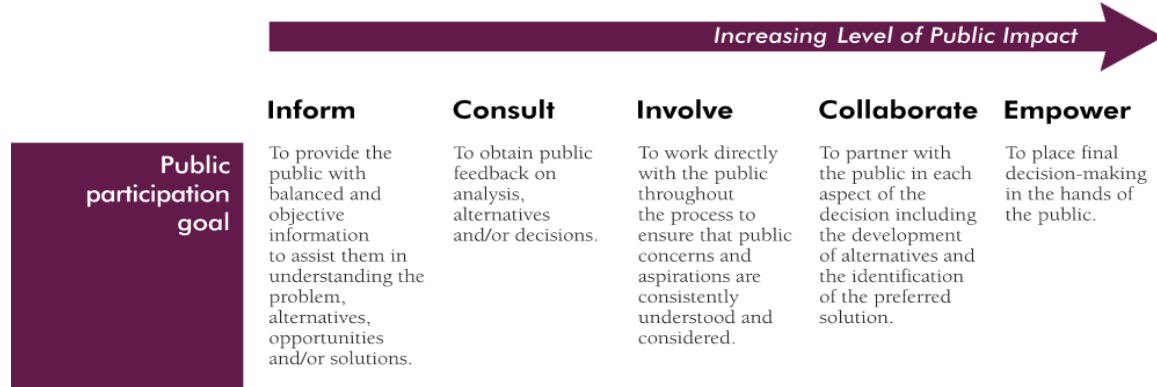 Increasing Level of Public Impact
Inform
Consult
Involve
Collaborate
Empower
Public
participation
goal
To provide the
public with
balanced and
objective
information
to assist them in
understanding the
problem,
alternatives,
opportunities
and/or solutions.
To obtain public
feedback on
analysis,
alternatives
and/or decisions.
To work directly
with the public
throughout
the process to
ensure that public
concerns and
aspirations are
consistently
understood and
considered.
To partner with
the public in each
aspect of the
decision including
the development
of alternatives and
the identification
of the preferred
solution.
To place final
decision-making
in the hands of
the public.